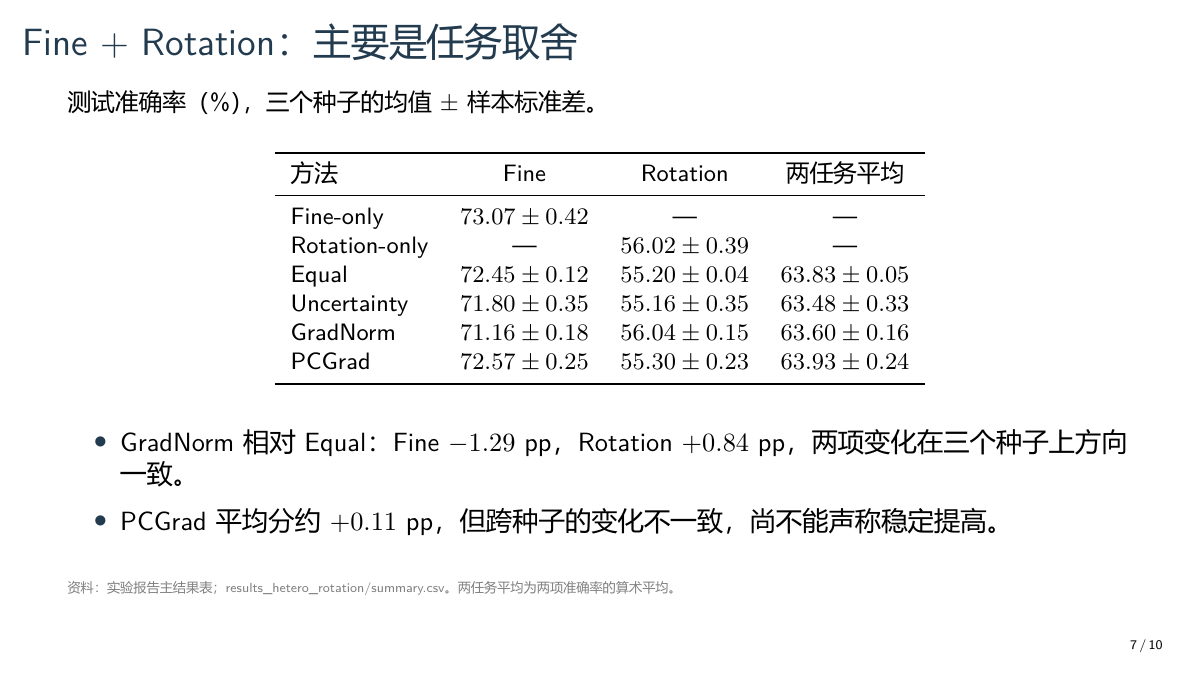 Fine + Rotation：主要是任务取舍
测试准确率（%），三个种子的均值 ± 样本标准差。
方法 Fine Rotation 两任务平均
Fine-only 73.07 ± 0.42 — —
Rotation-only — 56.02 ± 0.39 —
Equal 72.45 ± 0.12 55.20 ± 0.04 63.83 ± 0.05
Uncertainty 71.80 ± 0.35 55.16 ± 0.35 63.48 ± 0.33
GradNorm 71.16 ± 0.18 56.04 ± 0.15 63.60 ± 0.16
PCGrad 72.57 ± 0.25 55.30 ± 0.23 63.93 ± 0.24
• GradNorm 相对 Equal：Fine −1.29 pp，Rotation +0.84 pp，两项变化在三个种子上方向
一致。
• PCGrad 平均分约 +0.11 pp，但跨种子的变化不一致，尚不能声称稳定提高。
资料：实验报告主结果表；results_hetero_rotation/summary.csv。两任务平均为两项准确率的算术平均。
7 / 10